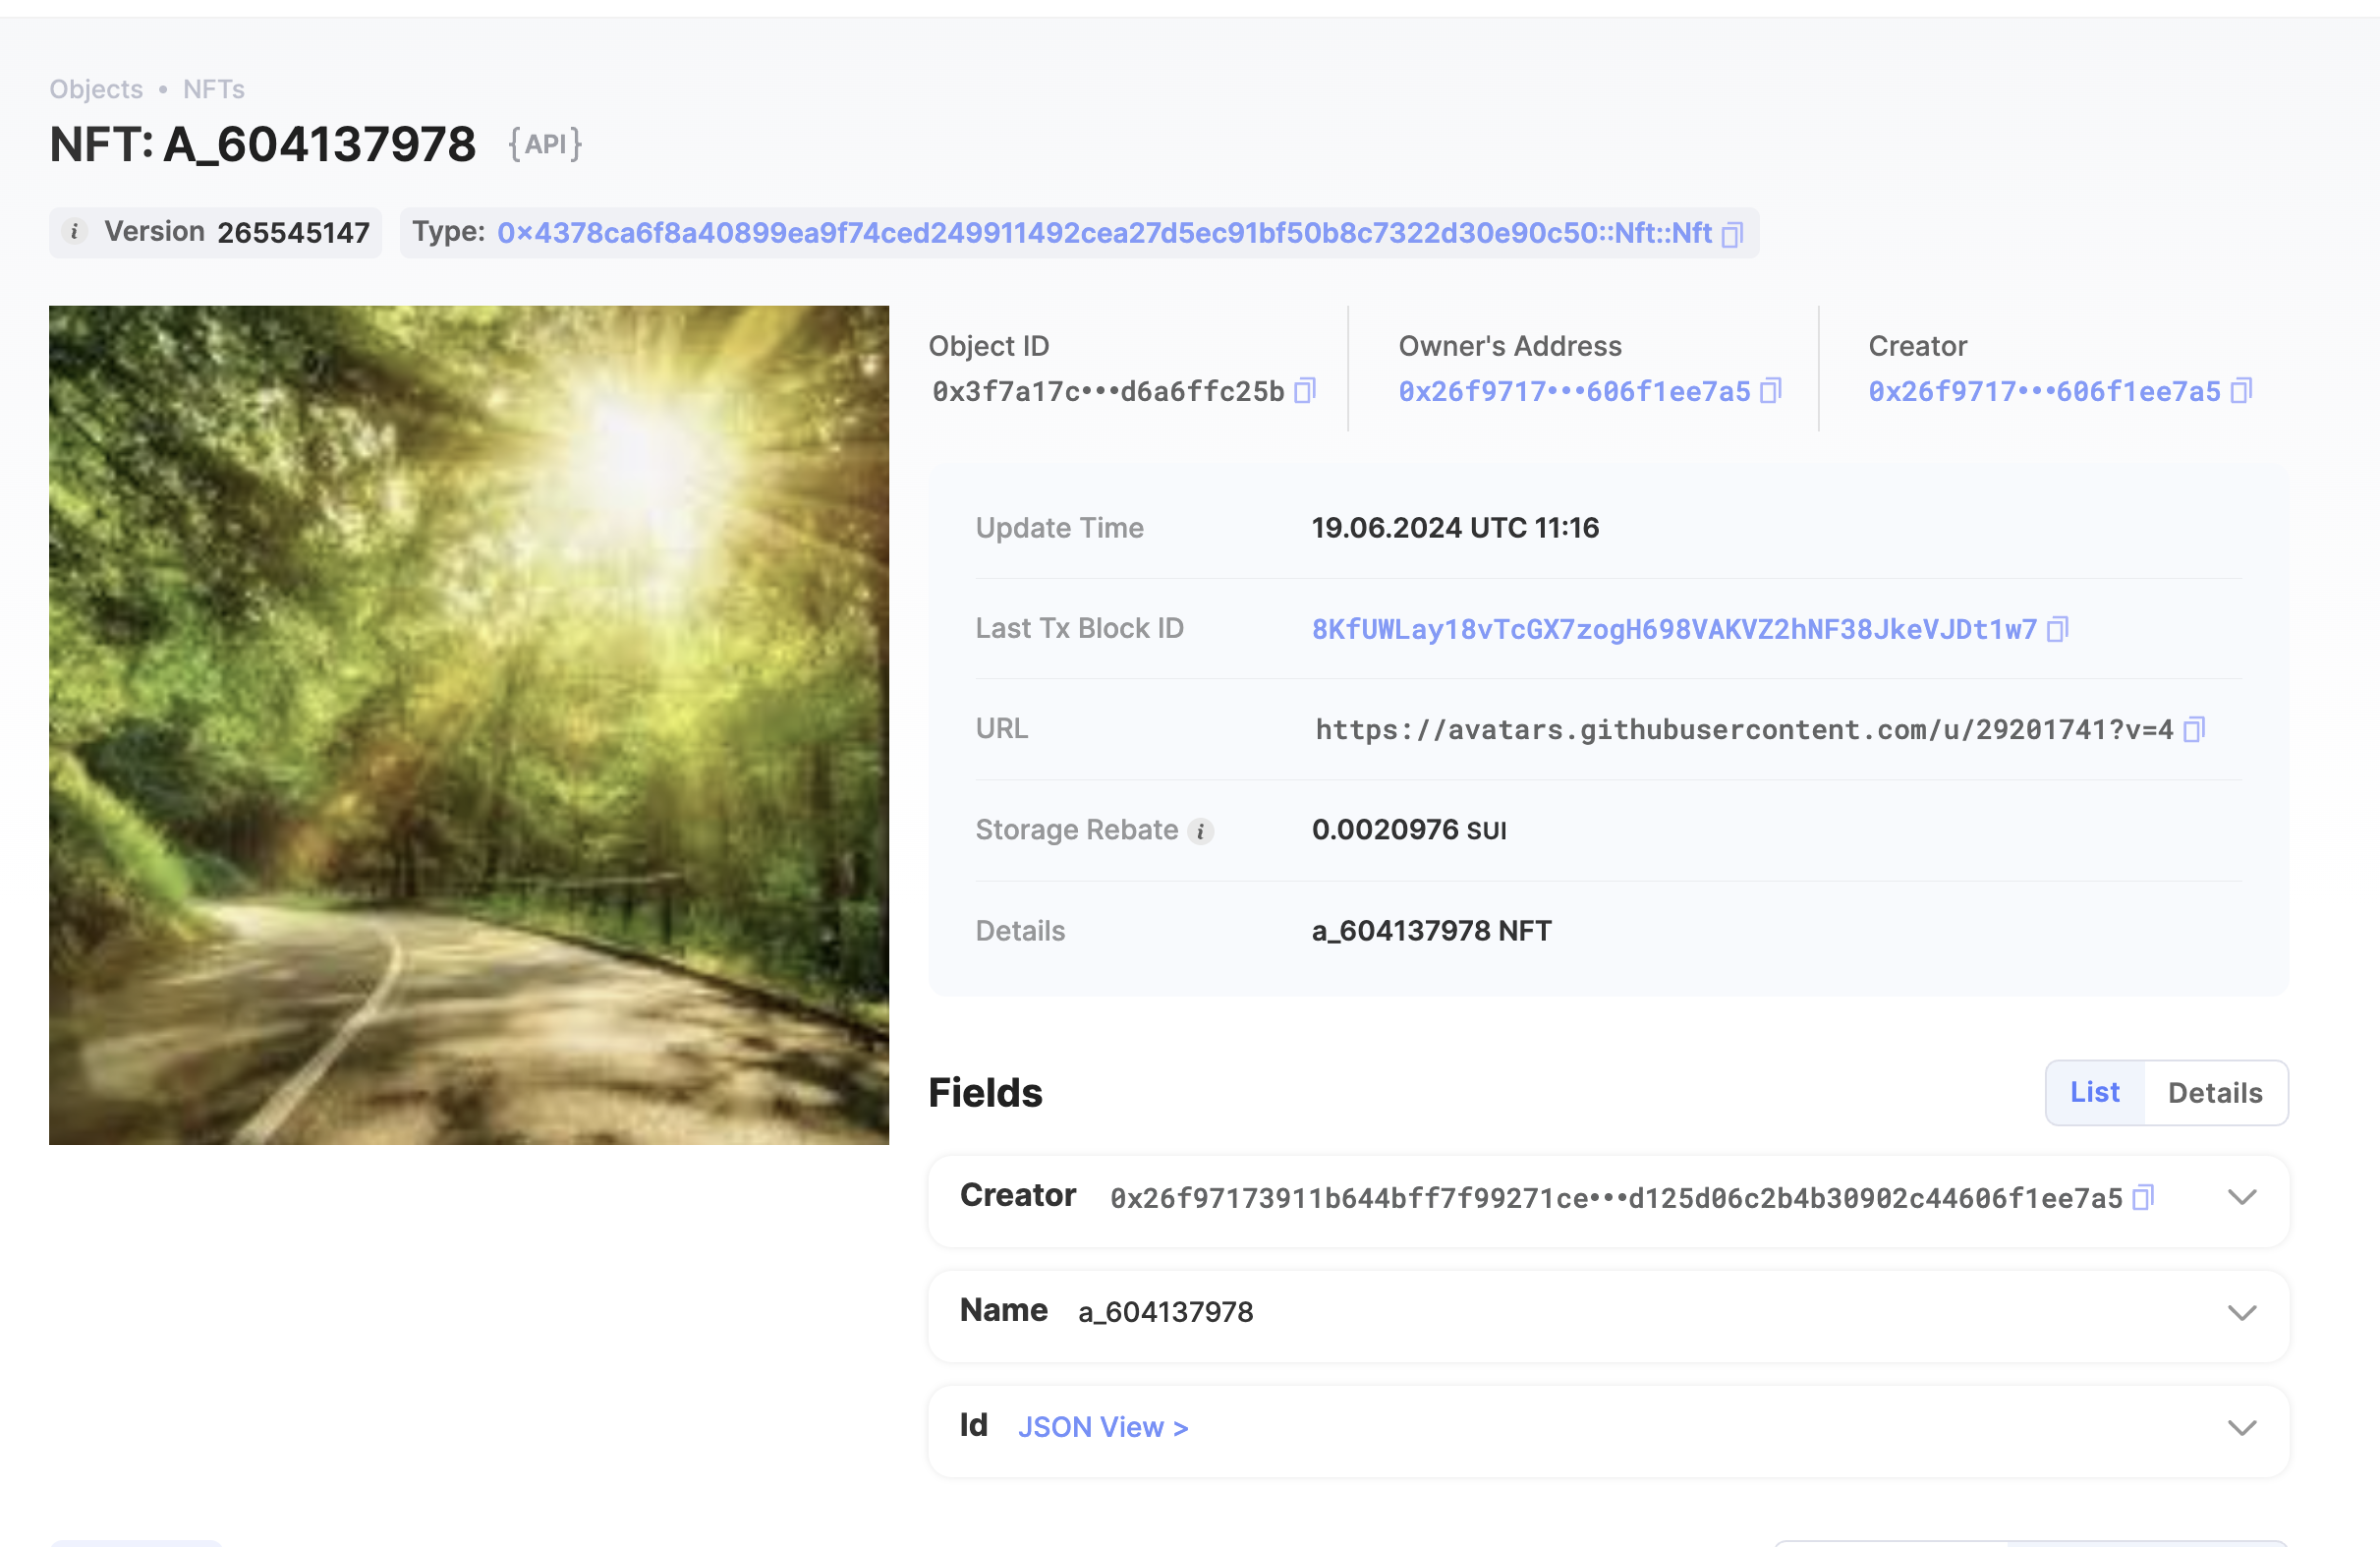 Objects • NFTs
NFT: A_604137978 {API}
i Version 265545147 Type: 0x4378ca6f8a40899ea9f74ced249911492cea27d5ec91bf50b8c7322d30e90c50::Nft::Nft
Object ID
0x3f7a17c•••d6a6ffc25b
Owner's Address
0x26f9717•••606f1ee7a5
Creator
0x26f9717•••606f1ee7a5
Update Time 19.06.2024 UTC 11:16
Last Tx Block ID 8KfUWLay18vTcGX7zogH698VAKVZ2hNF38JkeVJDt1w7
URL https://avatars.githubusercontent.com/u/29201741?v=4
Storage Rebate i 0.0020976 SUI
Details a_604137978 NFT
Fields
List Details
Creator 0x26f97173911b644bff7f99271ce•••d125d06c2b4b30902c44606f1ee7a5
Name a_604137978
Id JSON View >